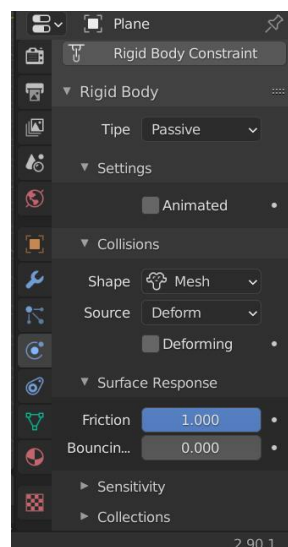 Plane
Rigid Body Constraint
Rigid Body
Tipe Passive
Settings
Animated
Collisions
Shape Mesh
Source Deform
Deforming
Surface Response
Friction 1.000
Bouncin... 0.000
Sensitivity
Collections
2.90.1